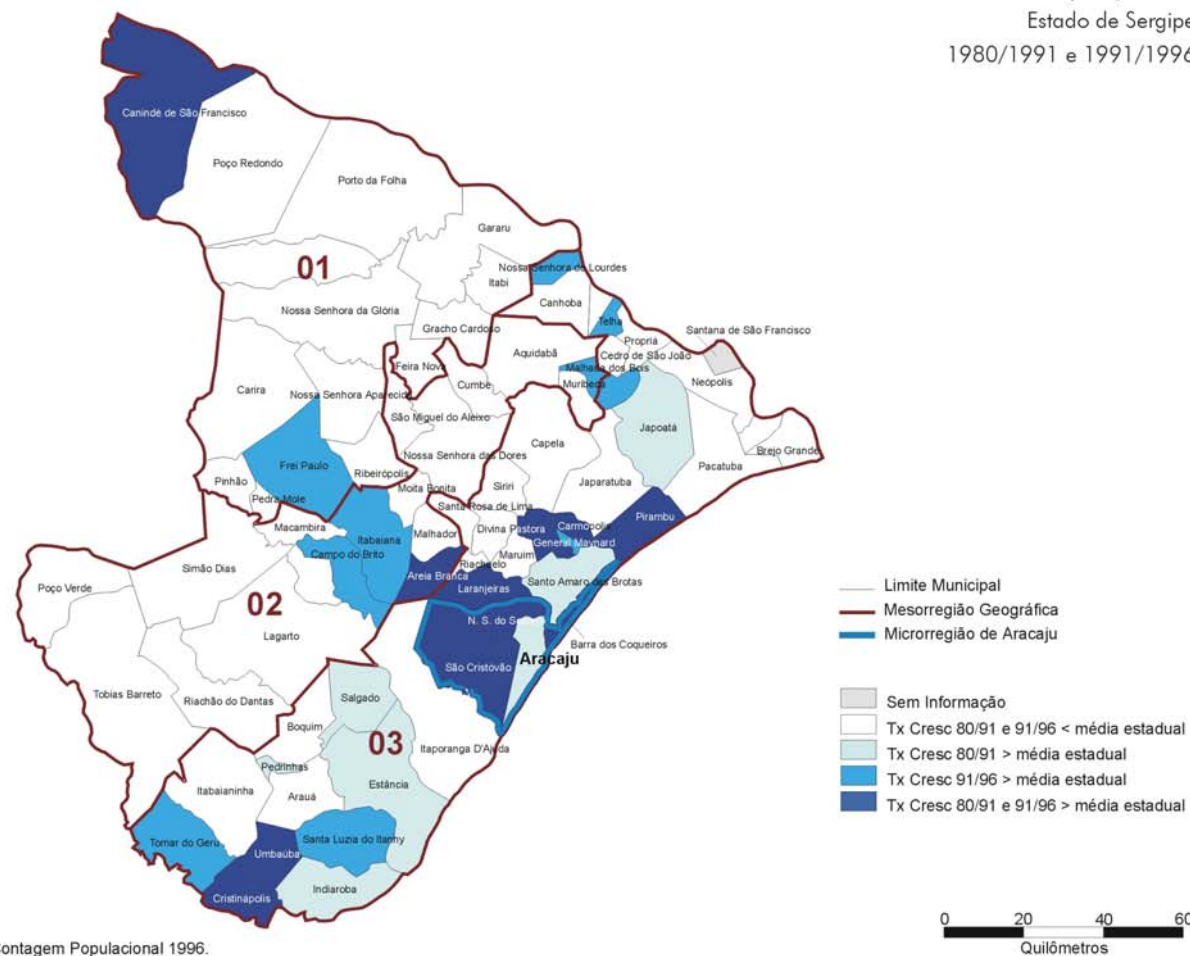 Estado de Sergipe
1980/1991 e 1991/1996
Canindé de São Francisco
Poço Redondo
Porto da Folha
Gararu
01
Nossa Senhora de Lourdes
Itabi
Canhoba
Nossa Senhora da Glória
Telha
Gracho Cardoso
Santana de São Francisco
Propria
Aquidabã
Cedro de São João
Feira Nova
Malhada dos Bois
Neópolis
Cumbe
Muribeca
Carira
Nossa Senhora Aparecida
São Miguel do Aleixo
Japoatã
Capela
Brejo Grande
Nossa Senhora das Dores
Frei Paulo
Pacatuba
Ribeirópolis
Pinhão
Siriri
Japaratuba
Moita Bonita
Pedra Mole
Santa Rosa de Lima
Pirambu
Macambira
Divina Pastora
Carmópolis
Malhador
Itabaiana
General Maynard
Campo do Brito
Maruim
Riachuelo
Simão Dias
Areia Branca
Santo Amaro das Brotas
Poço Verde
Laranjeiras
02
N. S. do
Lagarto
Barra dos Coqueiros
Aracaju
São Cristóvão
Tobias Barreto
Riachão do Dantas
Salgado
Boquim
03
Itaporanga D'Ajuda
Pedrinhas
Estância
Itabaianinha
Arauá
Tomar do Geru
Santa Luzia do Itanhy
Umbaúba
Indiaroba
Cristinápolis
Limite Municipal
Mesorregião Geográfica
Microrregião de Aracaju
Sem Informação
Tx Cresc 80/91 e 91/96 < média estadual
Tx Cresc 80/91 > média estadual
Tx Cresc 91/96 > média estadual
Tx Cresc 80/91 e 91/96 > média estadual
0 20 40 60
Quilômetros
Contagem Populacional 1996.